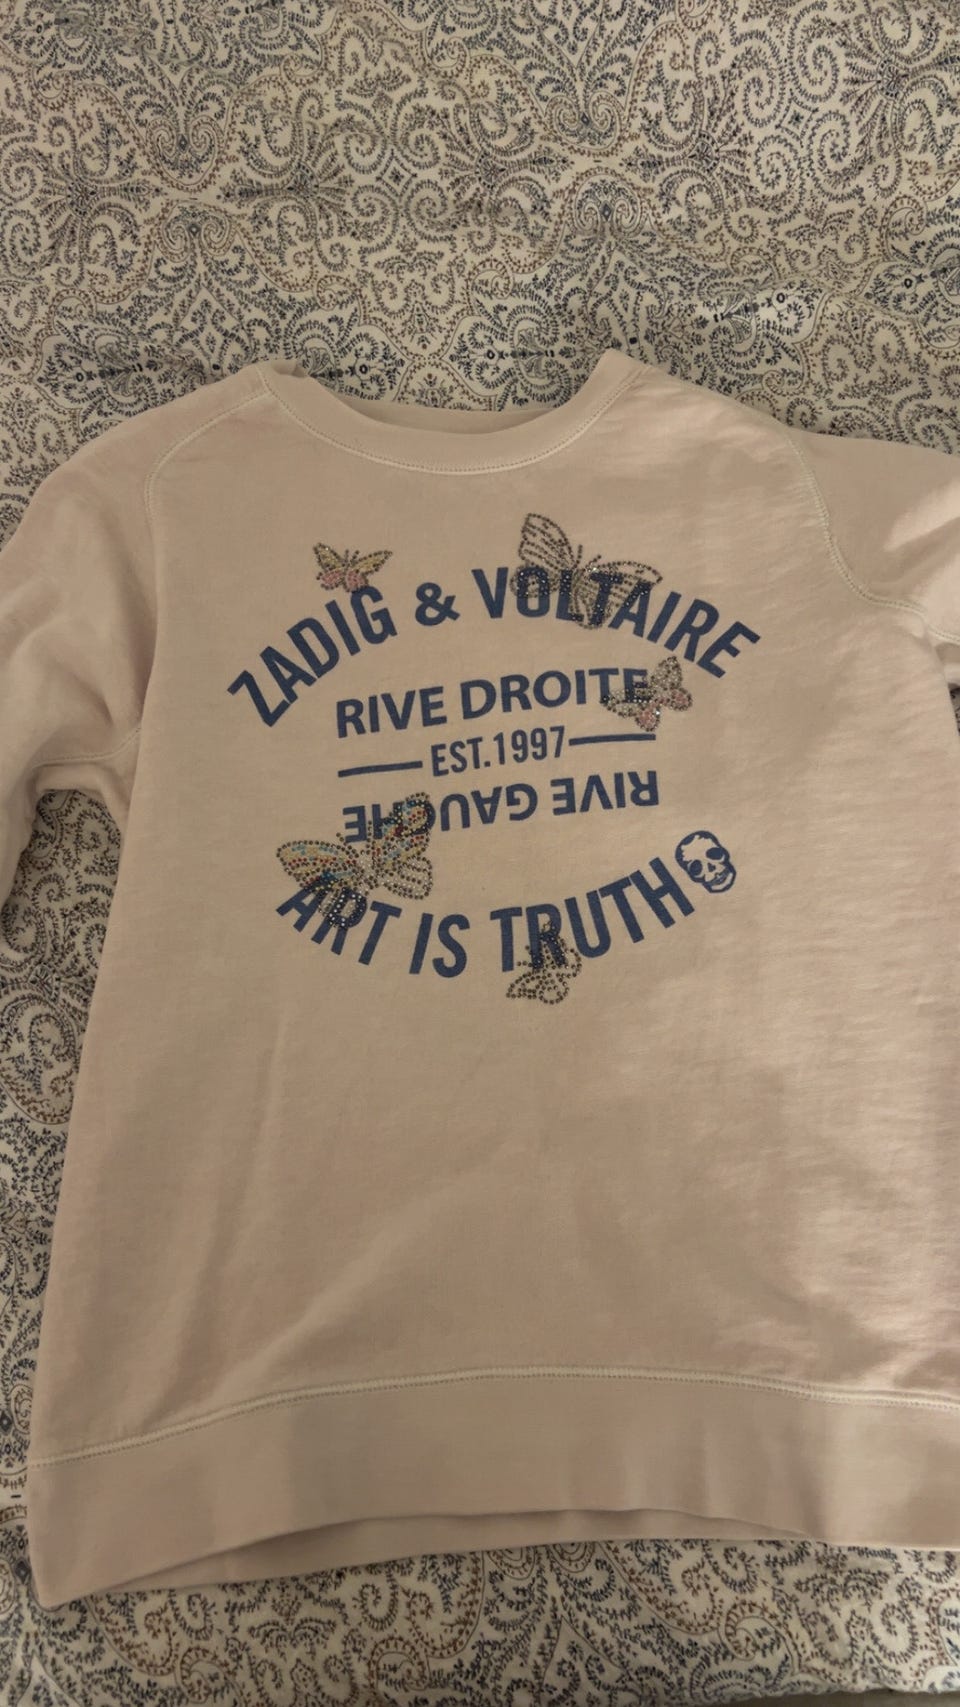 ZADIG & VOLTAIRE
RIVE DROITE
EST.1997
RIVE GAUCHE
ART IS TRUTH